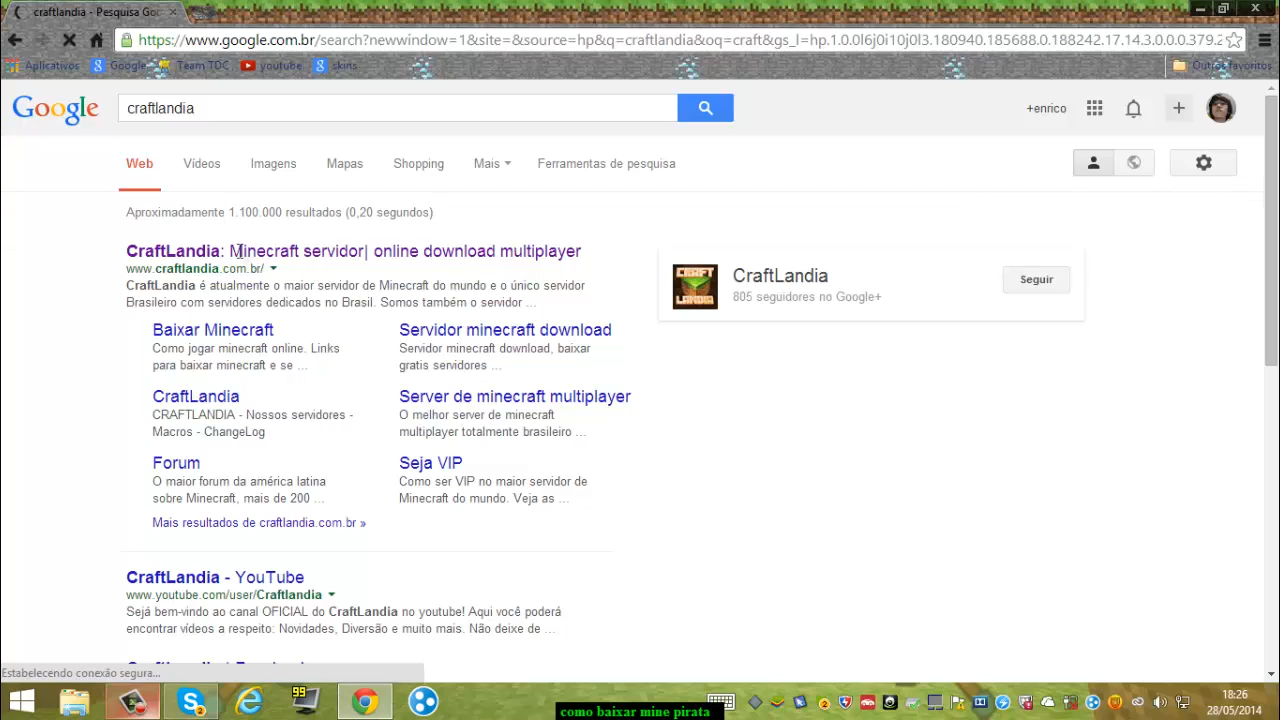 craftlandia - Pesquisa Goo
https://www.google.com.br/search?newwindow=1&site=&source=hp&q=craftlandia&oq=craft&gs_l=hp.1.0.0l6j0i10j0l3.180940.185688.0.188242.17.14.3.0.0.0.379.2
Aplicativos Google Team TDC youtube skins Outros favoritos
Google craftlandia +enrico
Web Vídeos Imagens Mapas Shopping Mais Ferramentas de pesquisa
Aproximadamente 1.100.000 resultados (0,20 segundos)
CraftLandia: Minecraft servidor| online download multiplayer
www.craftlandia.com.br/
CraftLandia é atualmente o maior servidor de Minecraft do mundo e o único servidor
Brasileiro com servidores dedicados no Brasil. Somos também o servidor ...
Baixar Minecraft
Como jogar minecraft online. Links
para baixar minecraft e se ...
Servidor minecraft download
Servidor minecraft download, baixar
gratis servidores ...
CraftLandia
CRAFTLANDIA - Nossos servidores -
Macros - ChangeLog
Server de minecraft multiplayer
O melhor server de minecraft
multiplayer totalmente brasileiro ...
Forum
O maior forum da américa latina
sobre Minecraft, mais de 200 ...
Seja VIP
Como ser VIP no maior servidor de
Minecraft do mundo. Veja as ...
Mais resultados de craftlandia.com.br »
CraftLandia
805 seguidores no Google+
Seguir
CRAFT
LANDIA
CraftLandia - YouTube
www.youtube.com/user/Craftlandia
Sejá bem-vindo ao canal OFICIAL do CraftLandia no youtube! Aqui você poderá
encontrar vídeos a respeito: Novidades, Diversão e muito mais. Não deixe de ...
Estabelecendo conexão segura...
99
como baixar mine pirata
18:26
28/05/2014